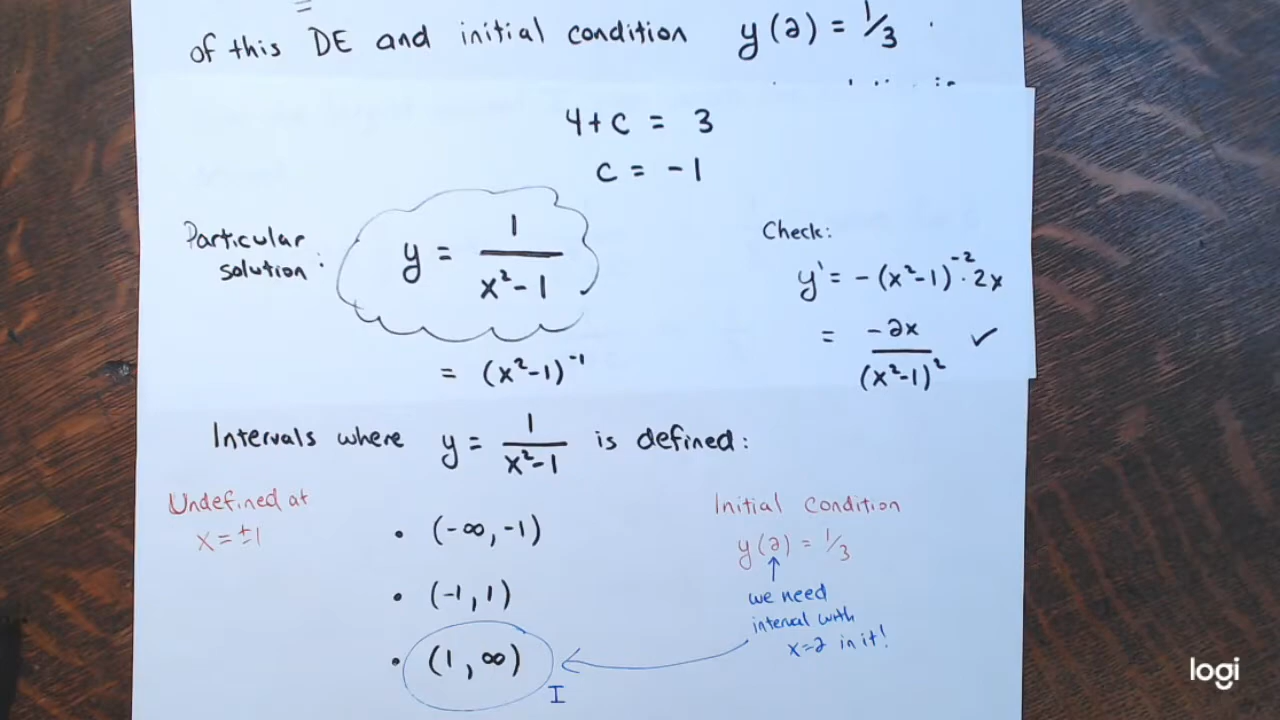 of this DE and initial condition y(2) = 1/3 .
4 + c = 3
c = -1
Particular solution: y = 1/(x²-1)
= (x²-1)⁻¹
Check:
y' = -(x²-1)⁻²·2x
= -2x/(x²-1)² ✓
Intervals where y = 1/(x²-1) is defined:
Undefined at
x = ±1
• (-∞, -1)
• (-1, 1)
• (1, ∞)
I
Initial condition
y(2) = 1/3
we need
interval with
x=2 in it!
logi